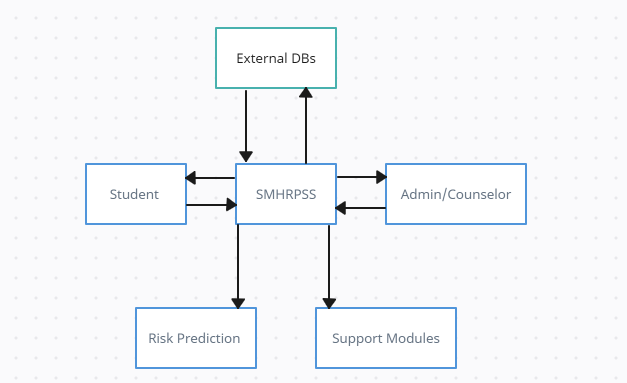 External DBs
Student
SMHRPSS
Admin/Counselor
Risk Prediction
Support Modules